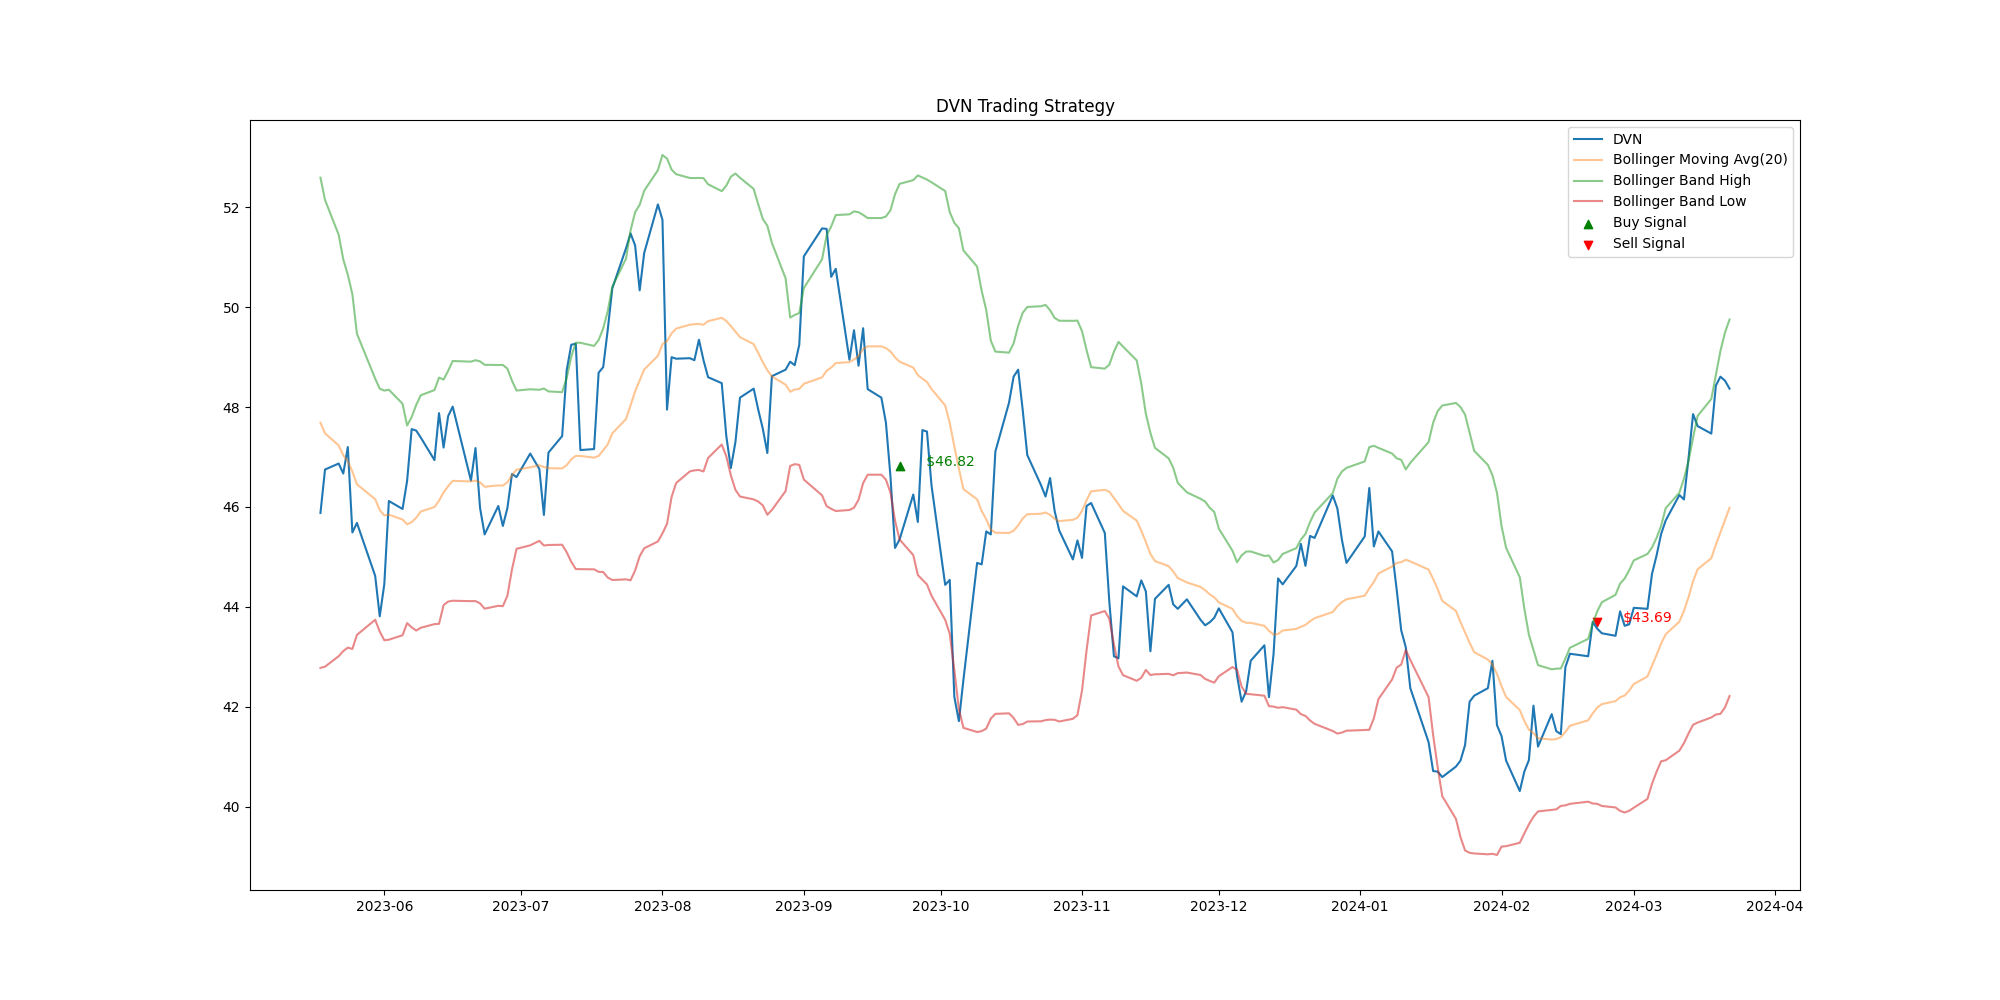 DVN Trading Strategy
DVN
Bollinger Moving Avg(20)
Bollinger Band High
Bollinger Band Low
Buy Signal
Sell Signal
52
50
48
46
44
42
40
$46.82
$43.69
2023-06 2023-07 2023-08 2023-09 2023-10 2023-11 2023-12 2024-01 2024-02 2024-03 2024-04